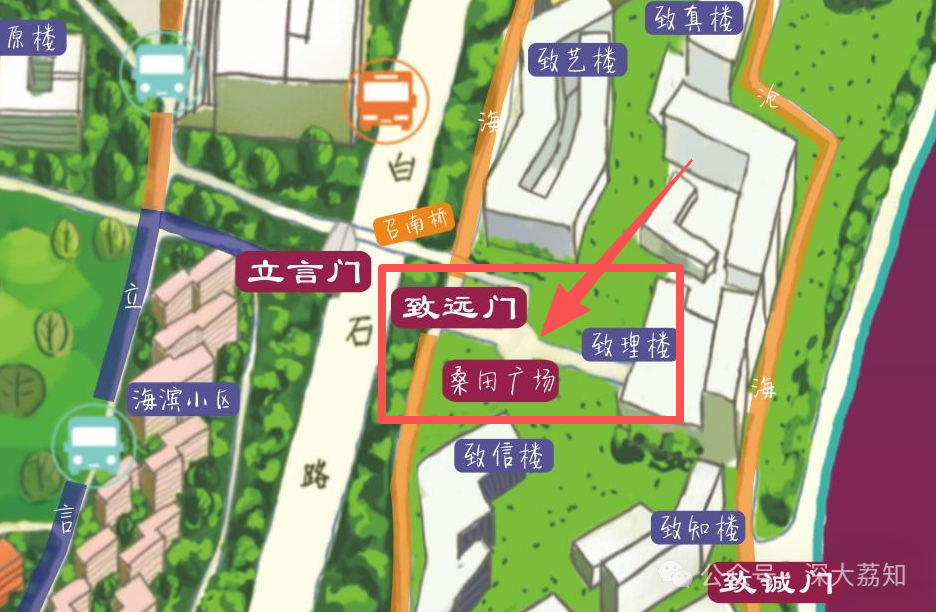 原楼
致艺楼
致真楼
沧
海
白
召南桥
立言门
致远门
立
石
致理楼
桑田广场
海滨小区
海
致信楼
路
言
致知楼
致诚门
公众号 · 深大荔知